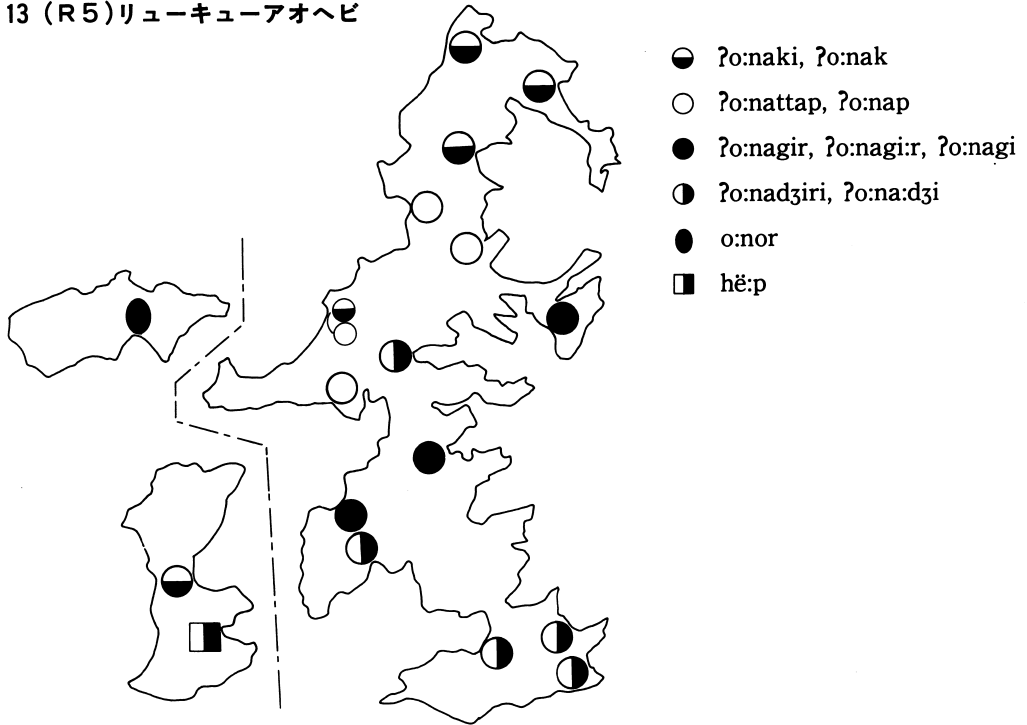 13 (R5)リューキューアオヘビ
ʔo:naki, ʔo:nak
ʔo:nattap, ʔo:nap
ʔo:nagir, ʔo:nagi:r, ʔo:nagi
ʔo:nadʒiri, ʔo:na:dʒi
o:nor
hë:p